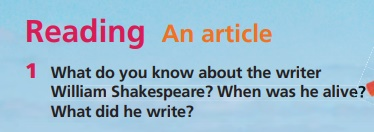 Reading An article
1 What do you know about the writer
William Shakespeare? When was he alive?
What did he write?